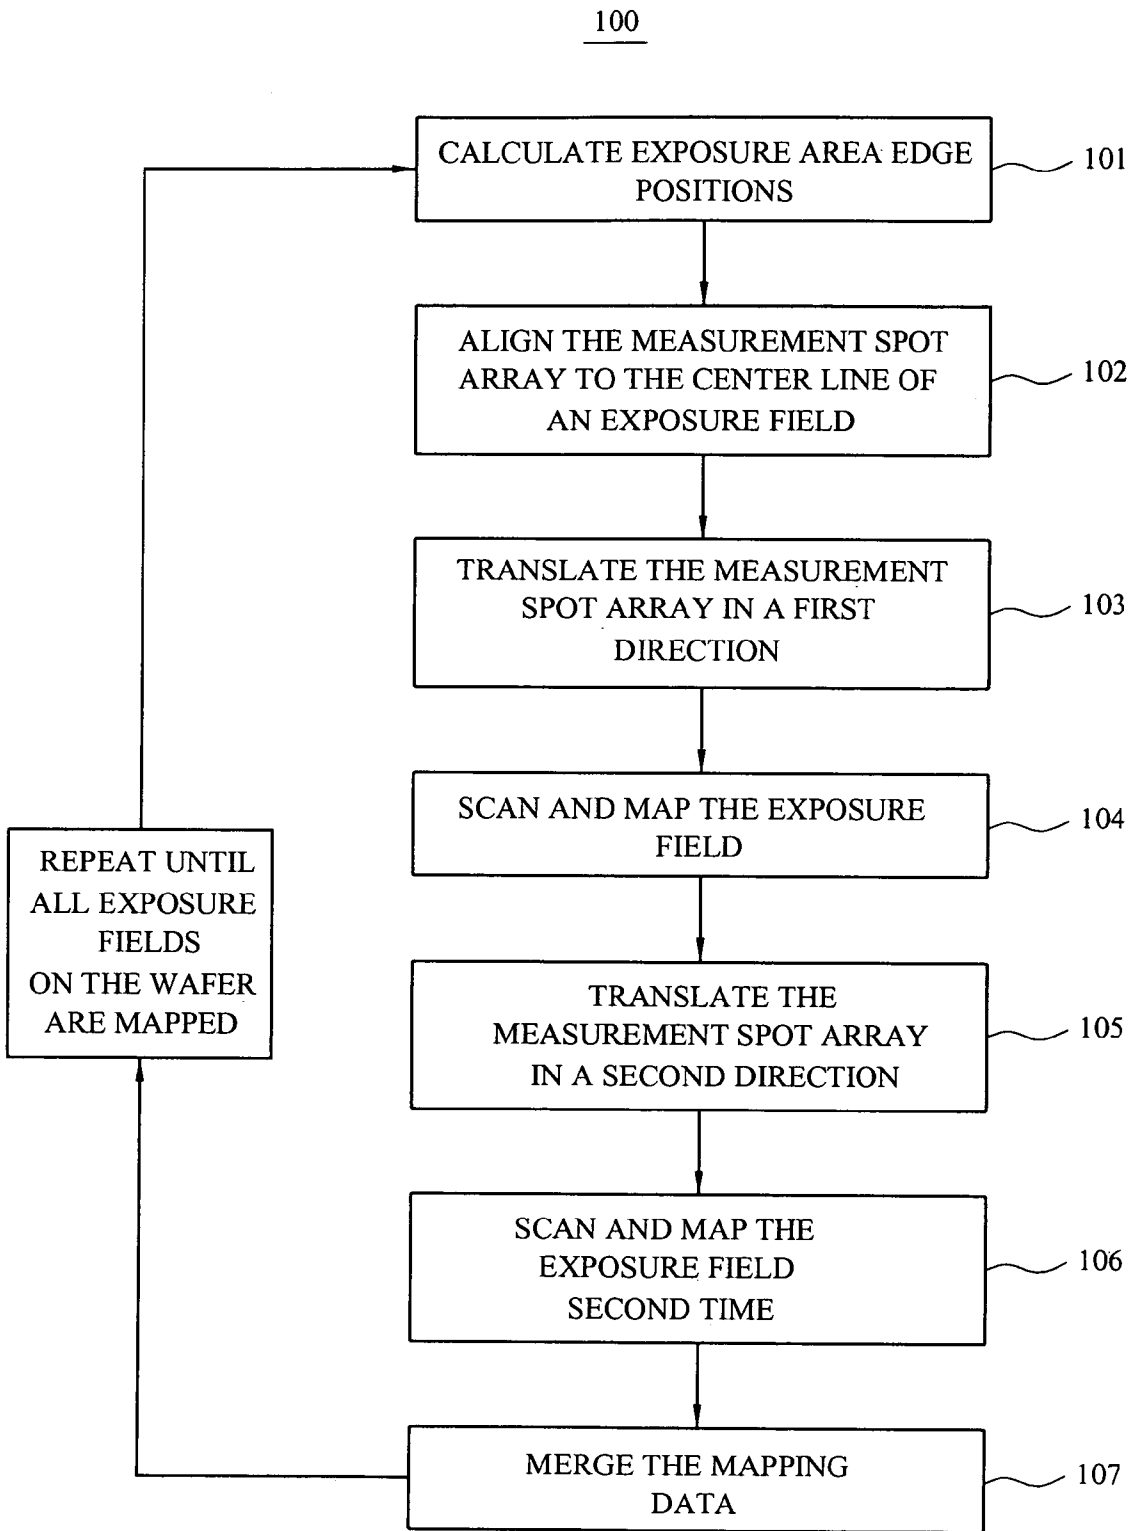 100
CALCULATE EXPOSURE AREA EDGE
POSITIONS
101
ALIGN THE MEASUREMENT SPOT
ARRAY TO THE CENTER LINE OF
AN EXPOSURE FIELD
102
TRANSLATE THE MEASUREMENT
SPOT ARRAY IN A FIRST
DIRECTION
103
SCAN AND MAP THE EXPOSURE
FIELD
104
REPEAT UNTIL
ALL EXPOSURE
FIELDS
ON THE WAFER
ARE MAPPED
TRANSLATE THE
MEASUREMENT SPOT ARRAY
IN A SECOND DIRECTION
105
SCAN AND MAP THE
EXPOSURE FIELD
SECOND TIME
106
MERGE THE MAPPING
DATA
107